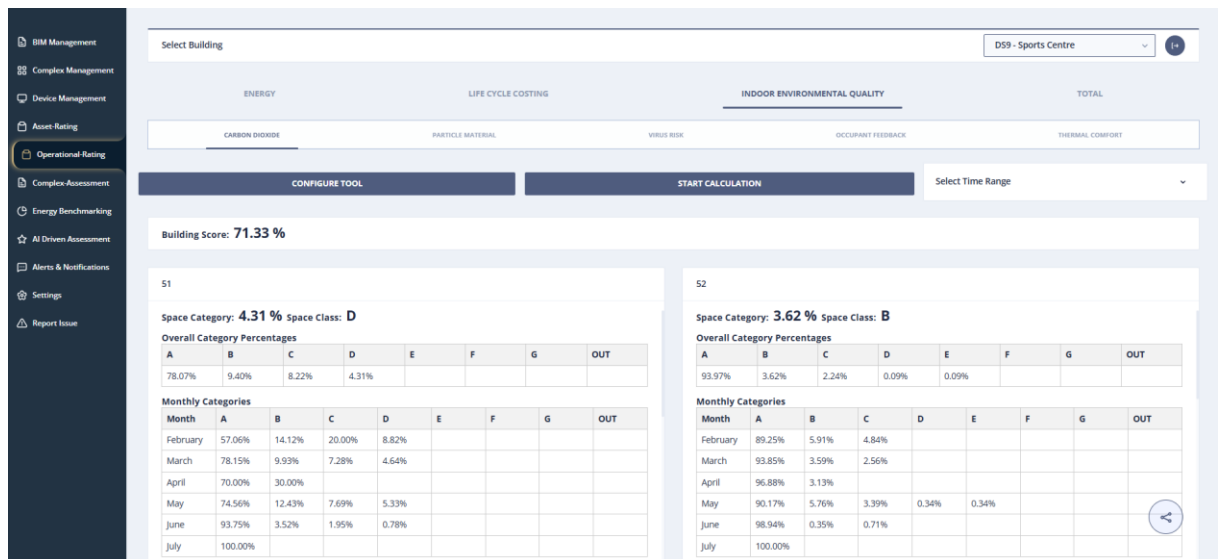 BIM Management
Complex Management
Device Management
Asset-Rating
Operational-Rating
Complex-Assessment
Energy Benchmarking
AI Driven Assessment
Alerts & Notifications
Settings
Report Issue
Select Building
DS9 - Sports Centre
ENERGY LIFE CYCLE COSTING INDOOR ENVIRONMENTAL QUALITY TOTAL
CARBON DIOXIDE PARTICLE MATERIAL VIRUS RISK OCCUPANT FEEDBACK THERMAL COMFORT
CONFIGURE TOOL START CALCULATION Select Time Range
Building Score: 71.33 %
51
Space Category: 4.31 % Space Class: D
Overall Category Percentages
A B C D E F G OUT
78.07% 9.40% 8.22% 4.31%
Monthly Categories
Month A B C D E F G OUT
February 57.06% 14.12% 20.00% 8.82%
March 78.15% 9.93% 7.28% 4.64%
April 70.00% 30.00%
May 74.56% 12.43% 7.69% 5.33%
June 93.75% 3.52% 1.95% 0.78%
July 100.00%
52
Space Category: 3.62 % Space Class: B
Overall Category Percentages
A B C D E F G OUT
93.97% 3.62% 2.24% 0.09% 0.09%
Monthly Categories
Month A B C D E F G OUT
February 89.25% 5.91% 4.84%
March 93.85% 3.59% 2.56%
April 96.88% 3.13%
May 90.17% 5.76% 3.39% 0.34% 0.34%
June 98.94% 0.35% 0.71%
July 100.00%